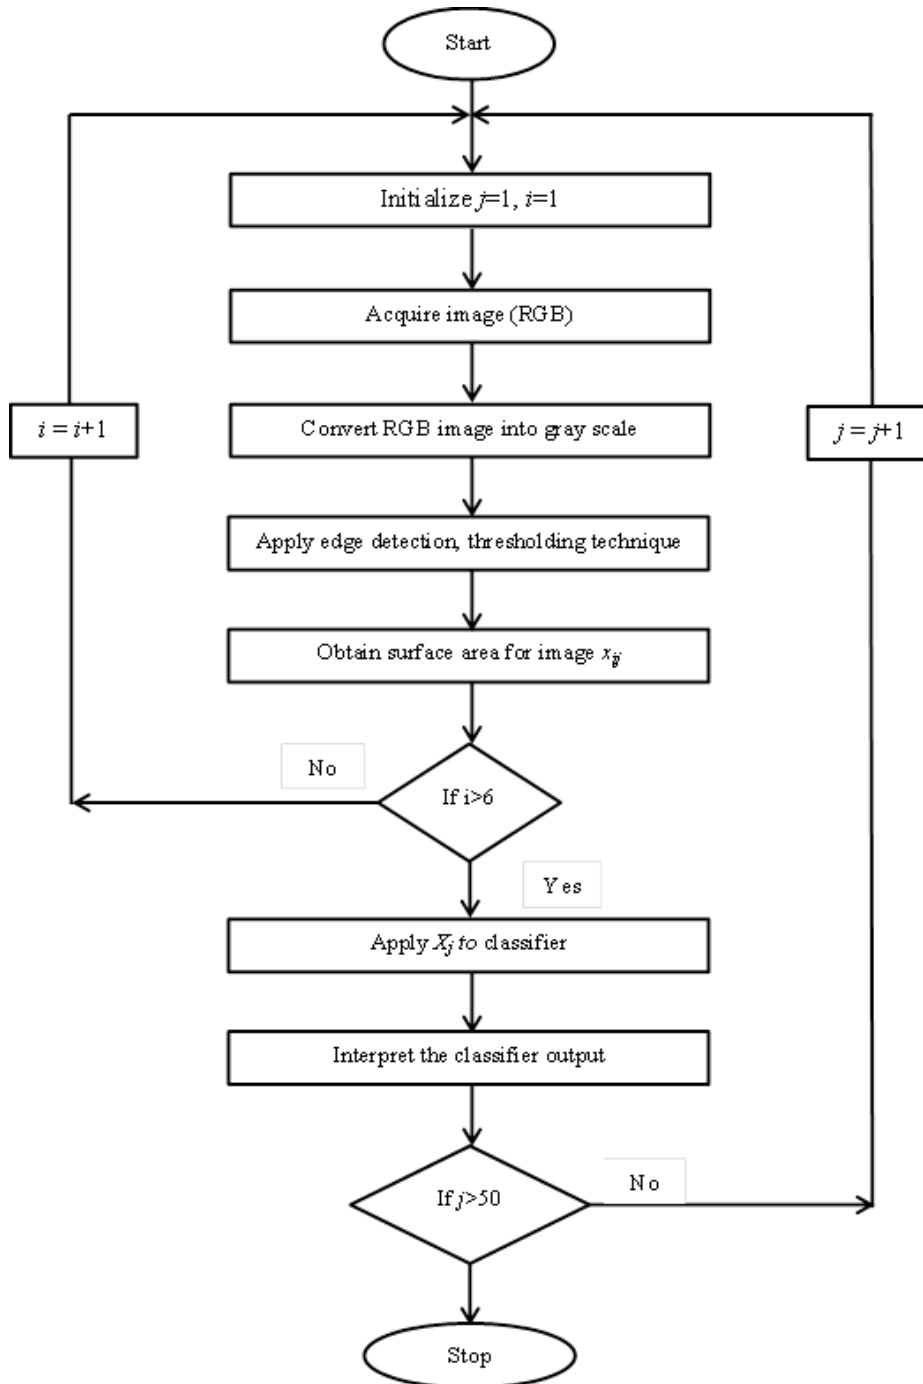 Start
Initialize j=1, i=1
Acquire image (RGB)
i = i+1
Convert RGB image into gray scale
j = j+1
Apply edge detection, thresholding technique
Obtain surface area for image xij
No
If i>6
Yes
Apply Xj to classifier
Interpret the classifier output
If j>50
No
Stop